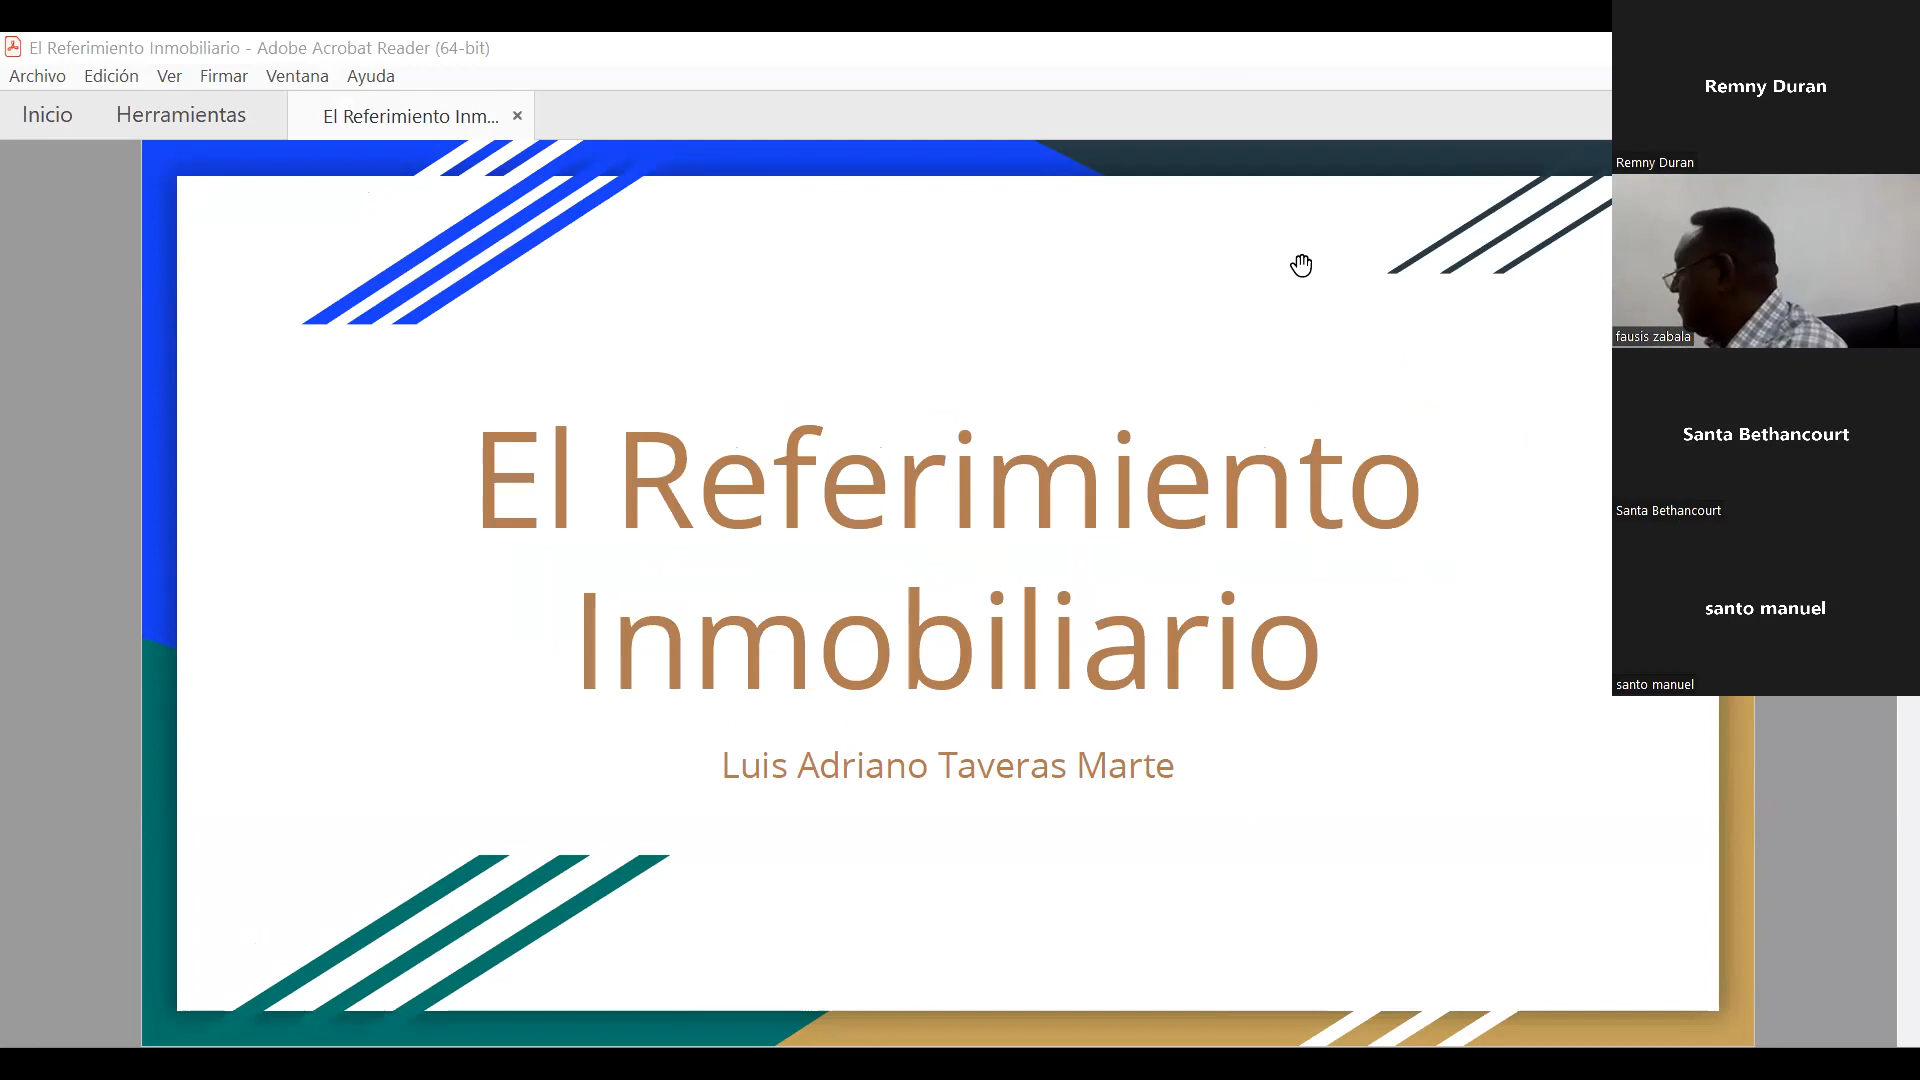 El Referimiento Inmobiliario - Adobe Acrobat Reader (64-bit)
Archivo Edición Ver Firmar Ventana Ayuda
Inicio Herramientas El Referimiento Inm... ×
El Referimiento
Inmobiliario
Luis Adriano Taveras Marte
Remny Duran
Remny Duran
fausis zabala
Santa Bethancourt
Santa Bethancourt
santo manuel
santo manuel